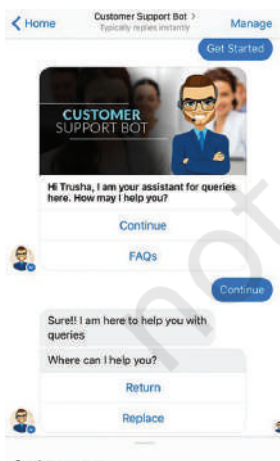 Home
Customer Support Bot >
Typically replies instantly
Manage
Get Started
CUSTOMER
SUPPORT BOT
Hi Trusha, I am your assistant for queries
here. How may I help you?
Continue
FAQs
Continue
Sure!! I am here to help you with
queries
Where can I help you?
Return
Replace
not